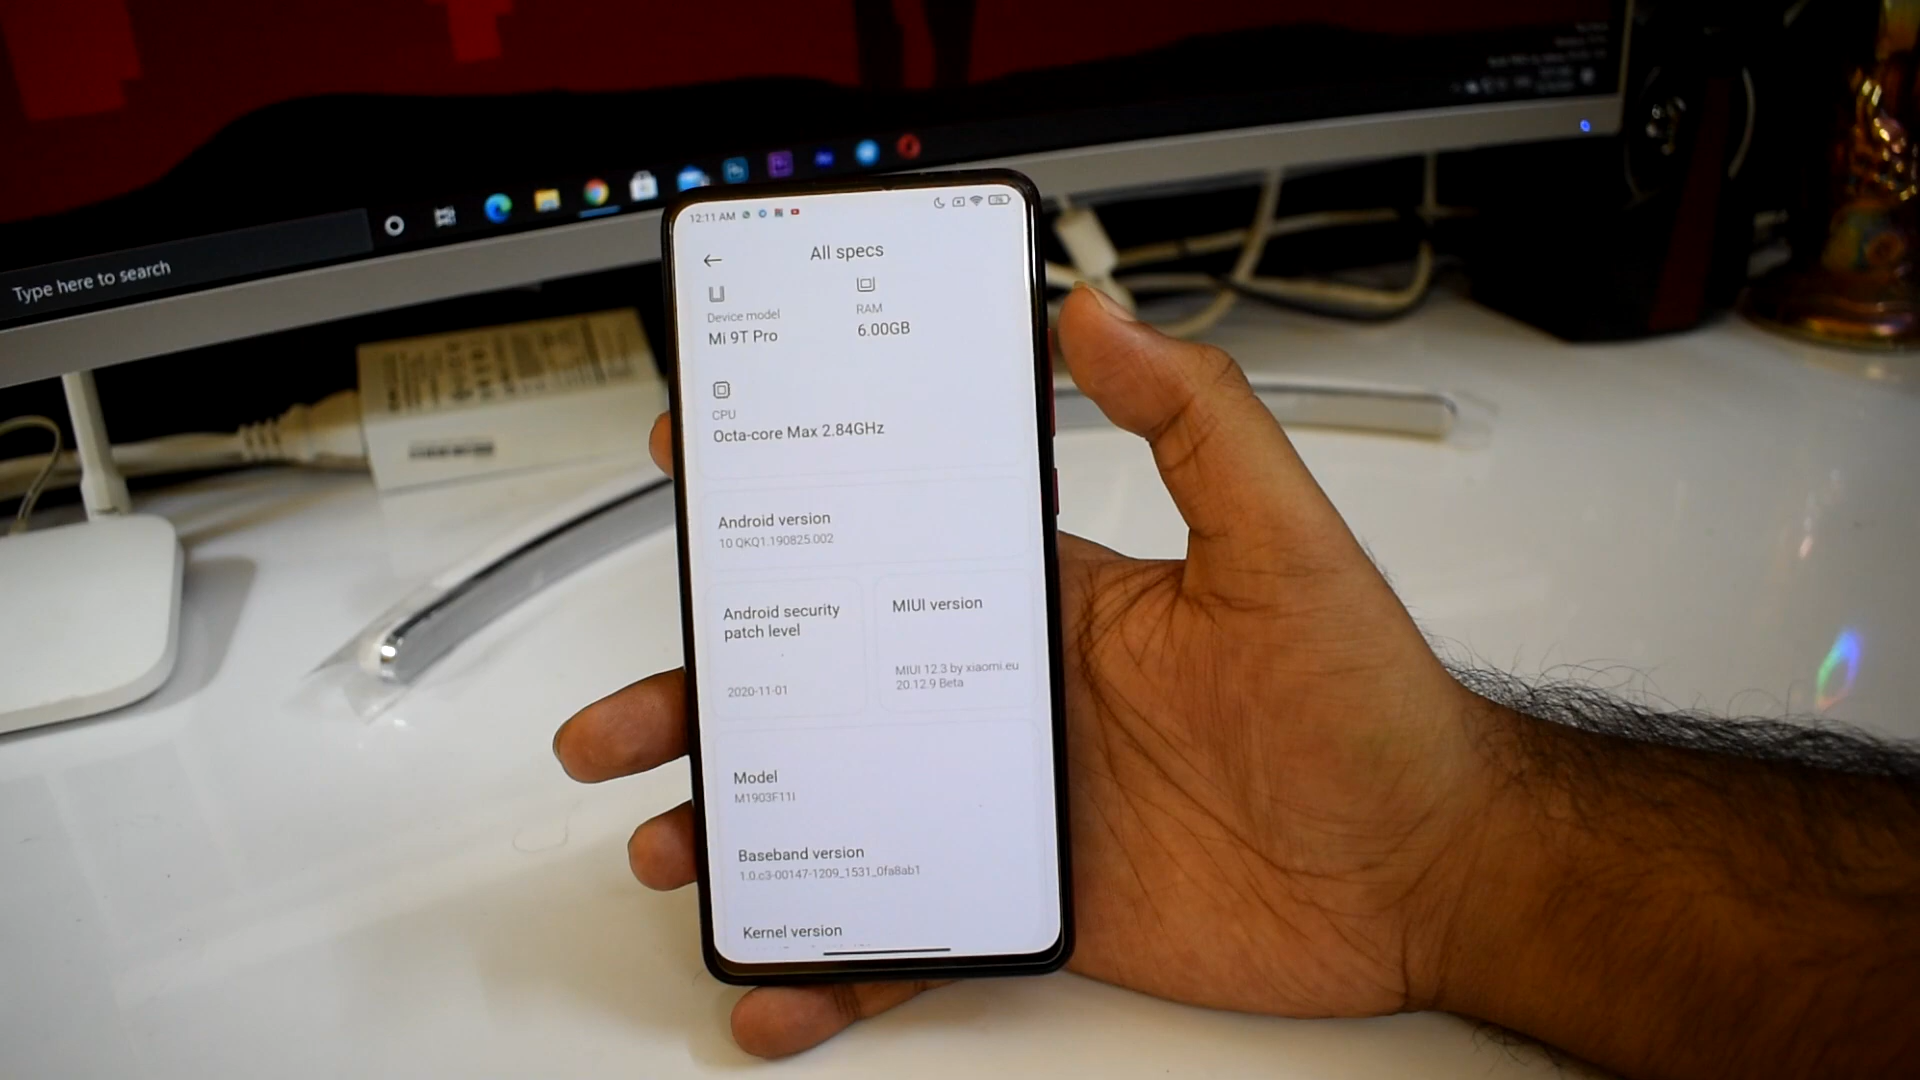 Type here to search
12:11 AM
All specs
Device model
Mi 9T Pro
RAM
6.00GB
CPU
Octa-core Max 2.84GHz
Android version
10 QKQ1.190825.002
Android security
patch level
2020-11-01
MIUI version
MIUI 12.3 by xiaomi.eu
20.12.9 Beta
Model
M1903F11I
Baseband version
1.0.c3-00147-1209_1531_0fa8ab1
Kernel version